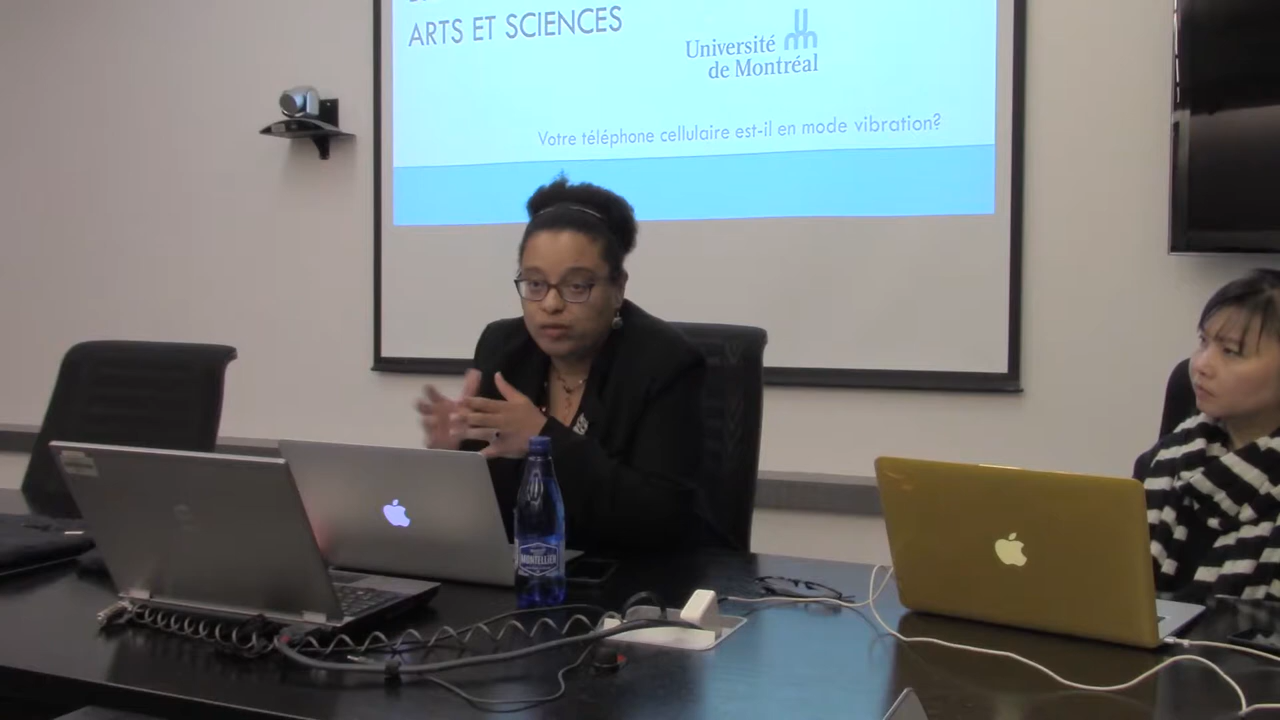 ARTS ET SCIENCES
Université
de Montréal
Votre téléphone cellulaire est-il en mode vibration?
MONTELLIER